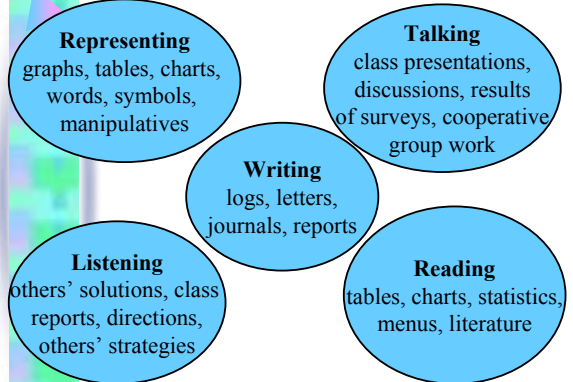 Representing
graphs, tables, charts,
words, symbols,
manipulatives
Talking
class presentations,
discussions, results
of surveys, cooperative
group work
Writing
logs, letters,
journals, reports
Listening
others’ solutions, class
reports, directions,
others’ strategies
Reading
tables, charts, statistics,
menus, literature